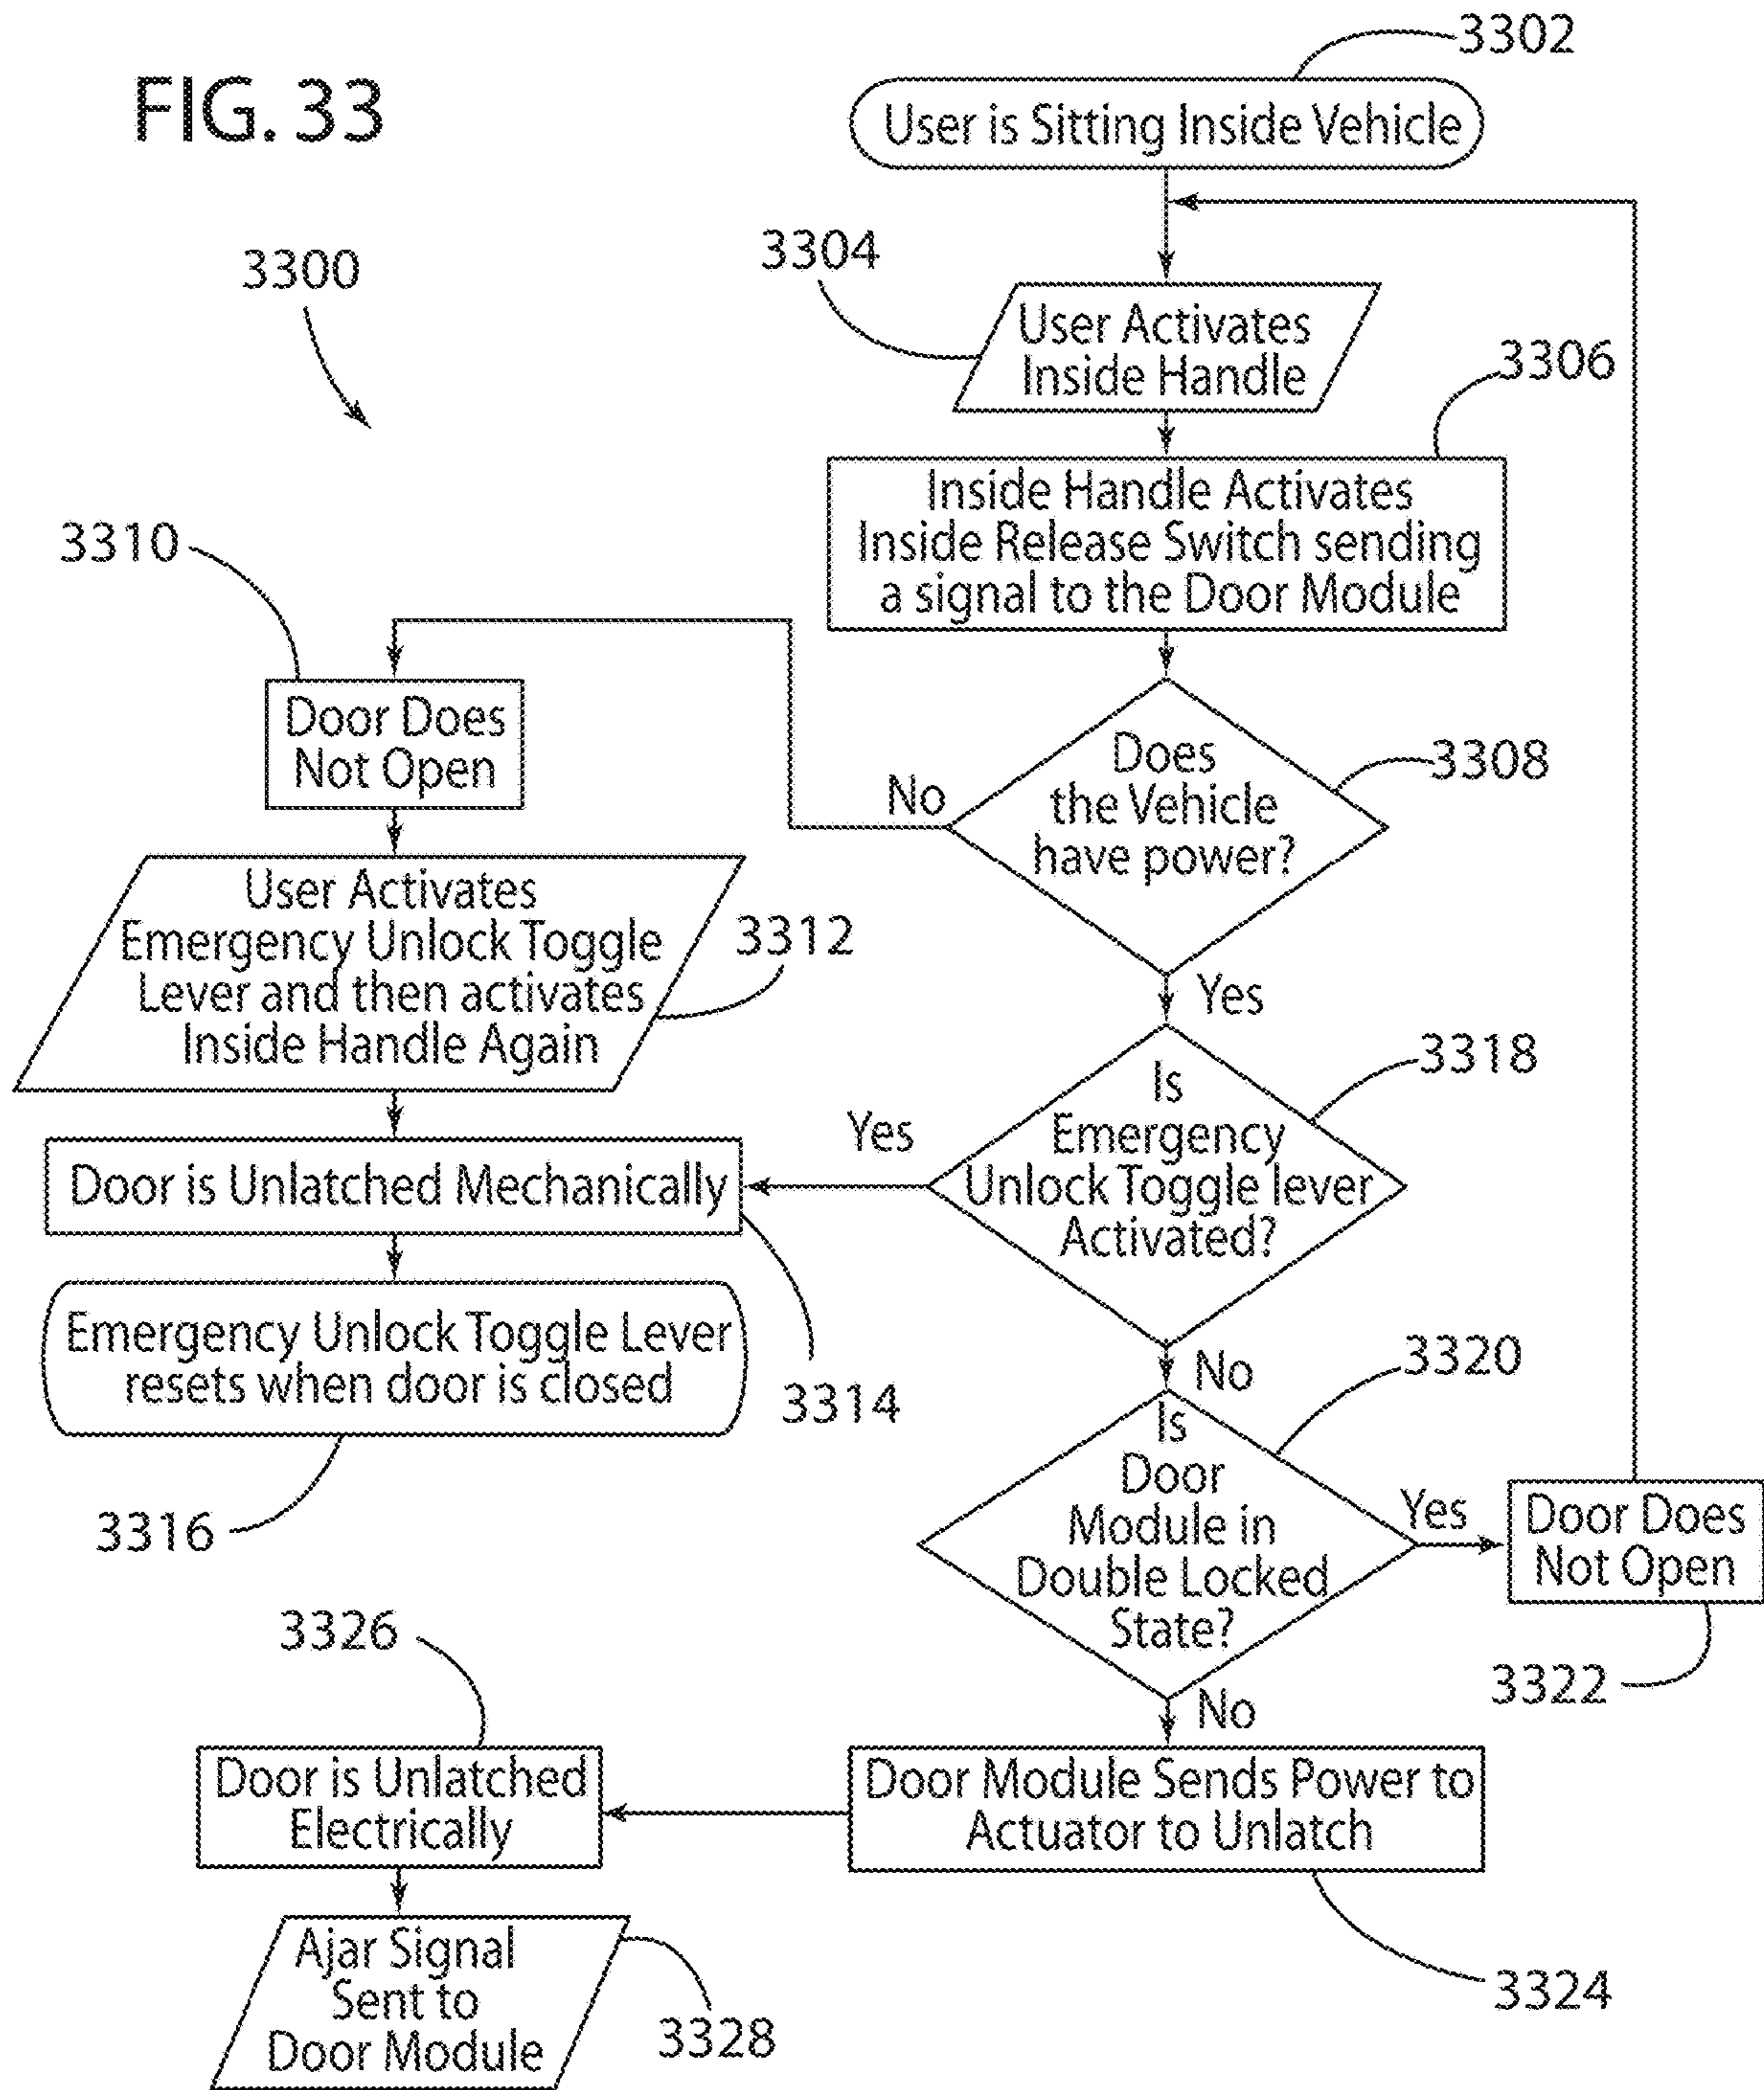 FIG. 33
3302
User is Sitting Inside Vehicle
3300
3304
User Activates
Inside Handle
3306
Inside Handle Activates
Inside Release Switch sending
a signal to the Door Module
3310
Door Does
Not Open
Does
the Vehicle
have power?
3308
No
Yes
User Activates
Emergency Unlock Toggle
Lever and then activates
Inside Handle Again
3312
Is
Emergency
Unlock Toggle lever
Activated?
3318
Yes
No
Door is Unlatched Mechanically
3314
Emergency Unlock Toggle Lever
resets when door is closed
3316
Is
Door
Module in
Double Locked
State?
3320
Yes
No
Door Does
Not Open
3322
Door Module Sends Power to
Actuator to Unlatch
3324
3326
Door is Unlatched
Electrically
Ajar Signal
Sent to
Door Module
3328